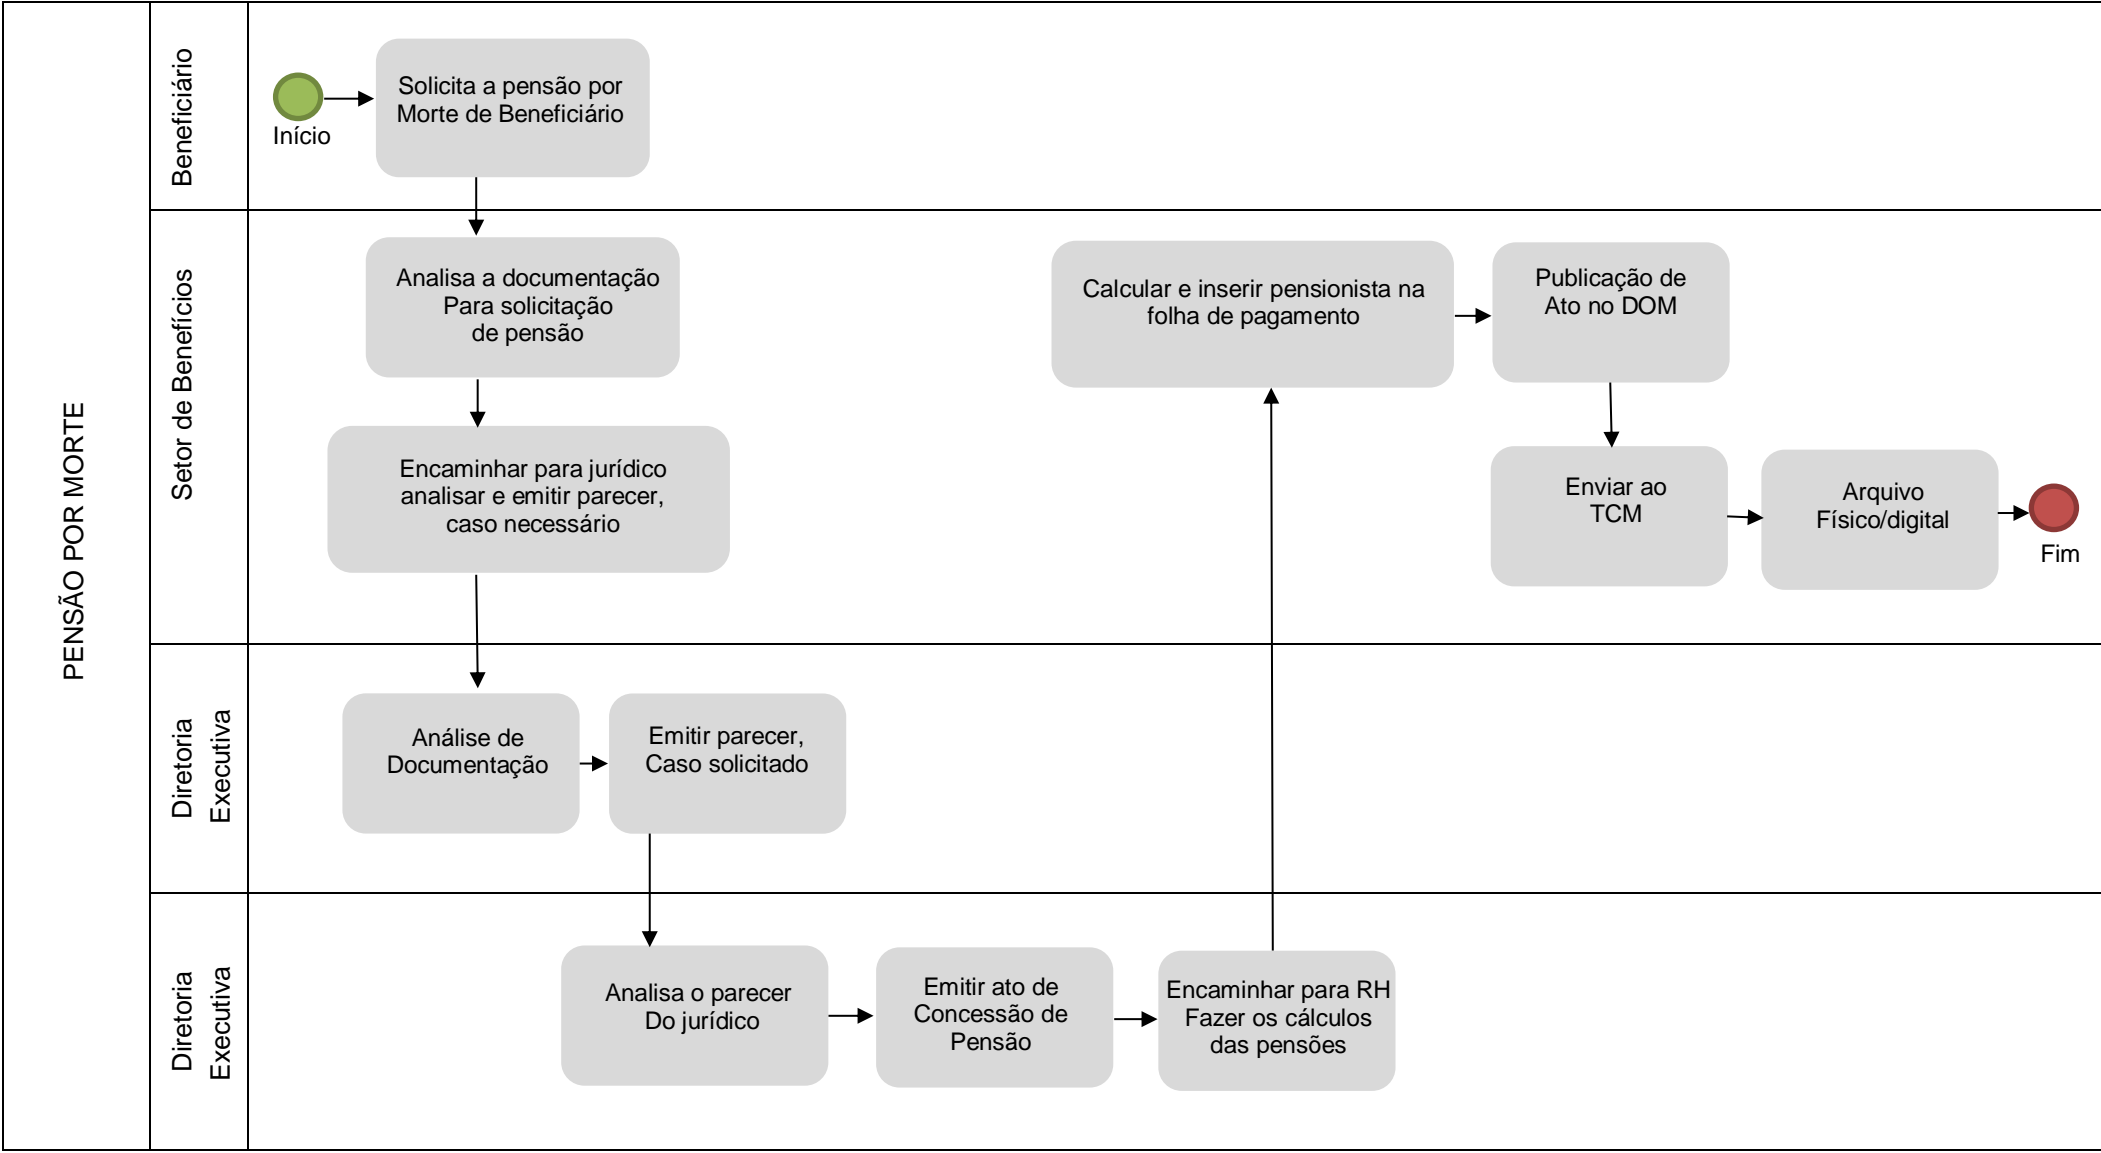 PENSÃO POR MORTE
Beneficiário
Início
Solicita a pensão por
Morte de Beneficiário
Setor de Benefícios
Analisa a documentação
Para solicitação
de pensão
Encaminhar para jurídico
analisar e emitir parecer,
caso necessário
Calcular e inserir pensionista na
folha de pagamento
Publicação de
Ato no DOM
Enviar ao
TCM
Arquivo
Físico/digital
Fim
Diretoria
Executiva
Análise de
Documentação
Emitir parecer,
Caso solicitado
Diretoria
Executiva
Analisa o parecer
Do jurídico
Emitir ato de
Concessão de
Pensão
Encaminhar para RH
Fazer os cálculos
das pensões